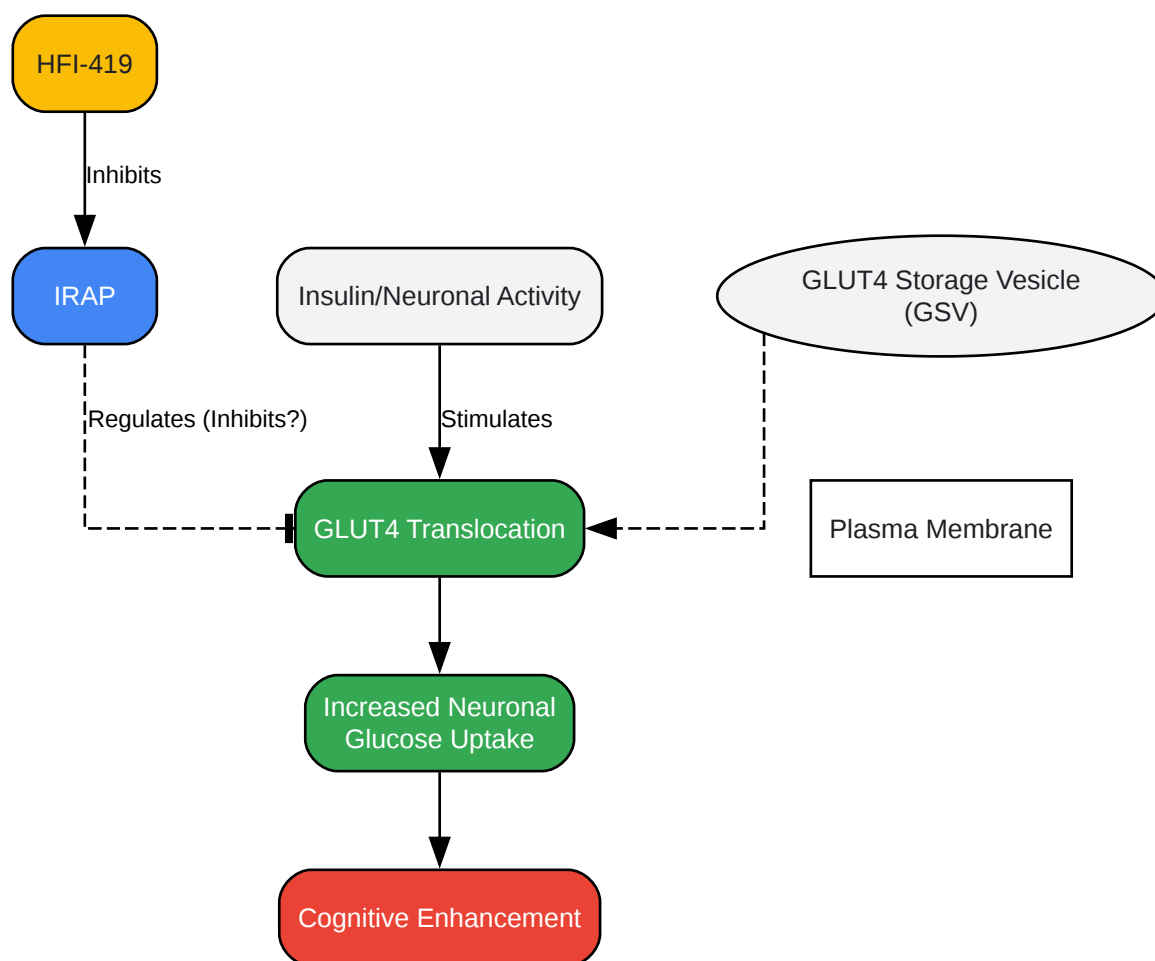 HFI-419
Inhibits
IRAP
Insulin/Neuronal Activity
GLUT4 Storage Vesicle
(GSV)
Regulates (Inhibits?)
Stimulates
GLUT4 Translocation
Plasma Membrane
Increased Neuronal
Glucose Uptake
Cognitive Enhancement